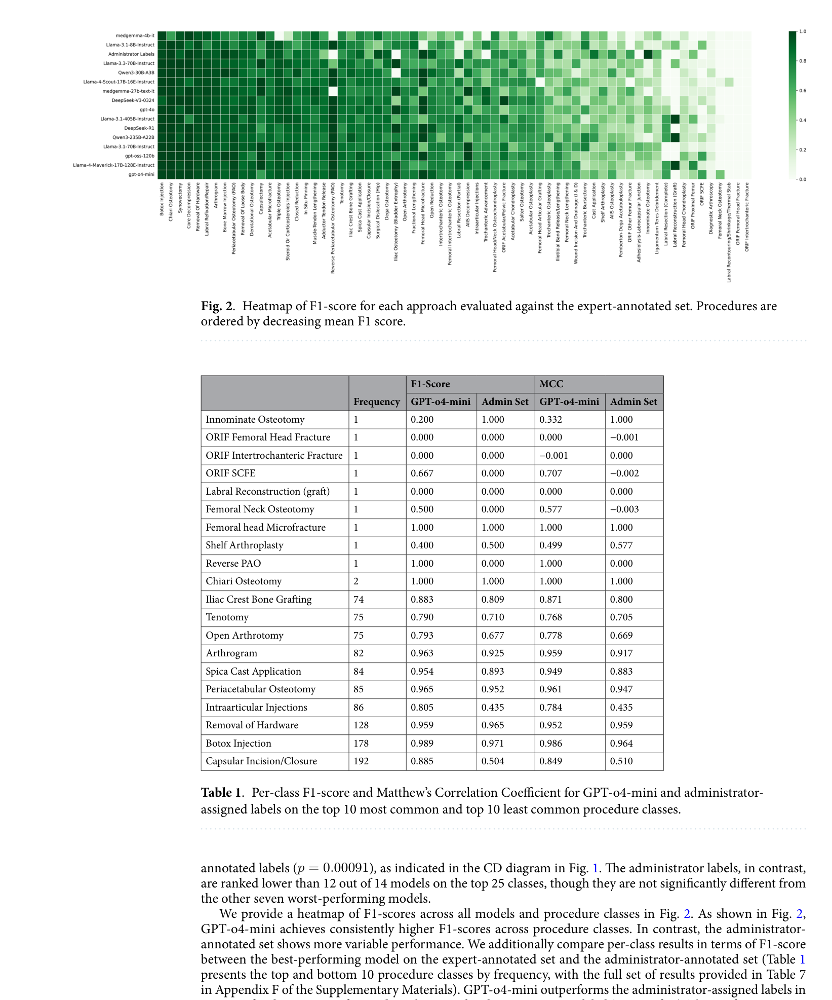 medgemma-4b-it
Llama-3.1-8B-Instruct
Administrator Labels
Llama-3.3-70B-Instruct
Qwen3-30B-A3B
Llama-4-Scout-17B-16E-Instruct
medgemma-27b-text-it
DeepSeek-V3-0324
gpt-4o
Llama-3.1-405B-Instruct
DeepSeek-R1
Qwen3-235B-A22B
Llama-3.1-70B-Instruct
gpt-oss-120b
Llama-4-Maverick-17B-128E-Instruct
gpt-o4-mini
1.0
0.8
0.6
0.4
0.2
0.0
Botox Injection
Chiari Osteotomy
Synovectomy
Core Decompression
Removal Of Hardware
Labral Refixation/Repair
Arthrogram
Bone Marrow Injection
Periacetabular Osteotomy (PAO)
Removal Of Loose Body
Derotational Osteotomy
Capsulectomy
Acetabular Microfracture
Triple Osteotomy
Steroid Or Corticosteroids Injection
Closed Reduction
In Situ Pinning
Muscle-Tendon Lengthening
Adductor Tendon Release
Reverse Periacetabular Osteotomy (PAO)
Tenotomy
Iliac Crest Bone Grafting
Spica Cast Application
Capsular Incision/Closure
Surgical Dislocation (Hip)
Dega Osteotomy
Iliac Osteotomy (Bladder Extrophy)
Open Arthrotomy
Fractional Lengthening
Femoral Head Microfracture
Open Reduction
Intertrochanteric Osteotomy
Femoral Intertrochanteric Osteotomy
Labral Resection (Partial)
AIIS Decompression
Intraarticular Injections
Trochanteric Advancement
Femoral Head/Neck Osteochondroplasty
ORIF Acetabular/Pelvic Fracture
Acetabular Chondroplasty
Salter Osteotomy
Acetabular Osteoplasty
Femoral Head Articular Grafting
Trochanteric Osteoplasty
Iliotibial Band Release/Lengthening
Femoral Neck Lengthening
Wound Incision And Drainage (I & D)
Trochanteric Bursectomy
Cast Application
Shelf Arthroplasty
AIIS Osteoplasty
Pemberton-Dega Acetabuloplasty
ORIF Other Femur Fracture
Adhesiolysis-Labrocapsular Junction
Innominate Osteotomy
Ligamentum Teres Debridement
Labral Resection (Complete)
Labral Reconstruction (Graft)
Femoral Head Chondroplasty
ORIF Proximal Femur
ORIF SCFE
Diagnostic Arthroscopy
Femoral Neck Osteotomy
Labral Recontouring/Shrinkage/Thermal Stab
ORIF Femoral Head Fracture
ORIF Intertrochanteric Fracture
Fig. 2. Heatmap of F1-score for each approach evaluated against the expert-annotated set. Procedures are
ordered by decreasing mean F1 score.
F1-Score MCC
Frequency GPT-o4-mini Admin Set GPT-o4-mini Admin Set
Innominate Osteotomy 1 0.200 1.000 0.332 1.000
ORIF Femoral Head Fracture 1 0.000 0.000 0.000 −0.001
ORIF Intertrochanteric Fracture 1 0.000 0.000 −0.001 0.000
ORIF SCFE 1 0.667 0.000 0.707 −0.002
Labral Reconstruction (graft) 1 0.000 0.000 0.000 0.000
Femoral Neck Osteotomy 1 0.500 0.000 0.577 −0.003
Femoral head Microfracture 1 1.000 1.000 1.000 1.000
Shelf Arthroplasty 1 0.400 0.500 0.499 0.577
Reverse PAO 1 1.000 0.000 1.000 0.000
Chiari Osteotomy 2 1.000 1.000 1.000 1.000
Iliac Crest Bone Grafting 74 0.883 0.809 0.871 0.800
Tenotomy 75 0.790 0.710 0.768 0.705
Open Arthrotomy 75 0.793 0.677 0.778 0.669
Arthrogram 82 0.963 0.925 0.959 0.917
Spica Cast Application 84 0.954 0.893 0.949 0.883
Periacetabular Osteotomy 85 0.965 0.952 0.961 0.947
Intraarticular Injections 86 0.805 0.435 0.784 0.435
Removal of Hardware 128 0.959 0.965 0.952 0.959
Botox Injection 178 0.989 0.971 0.986 0.964
Capsular Incision/Closure 192 0.885 0.504 0.849 0.510
Table 1. Per-class F1-score and Matthew's Correlation Coefficient for GPT-o4-mini and administrator-
assigned labels on the top 10 most common and top 10 least common procedure classes.
annotated labels (p = 0.00091), as indicated in the CD diagram in Fig. 1. The administrator labels, in contrast,
are ranked lower than 12 out of 14 models on the top 25 classes, though they are not significantly different from
the other seven worst-performing models.
We provide a heatmap of F1-scores across all models and procedure classes in Fig. 2. As shown in Fig. 2,
GPT-o4-mini achieves consistently higher F1-scores across procedure classes. In contrast, the administrator-
annotated set shows more variable performance. We additionally compare per-class results in terms of F1-score
between the best-performing model on the expert-annotated set and the administrator-annotated set (Table 1
presents the top and bottom 10 procedure classes by frequency, with the full set of results provided in Table 7
in Appendix F of the Supplementary Materials). GPT-o4-mini outperforms the administrator-assigned labels in